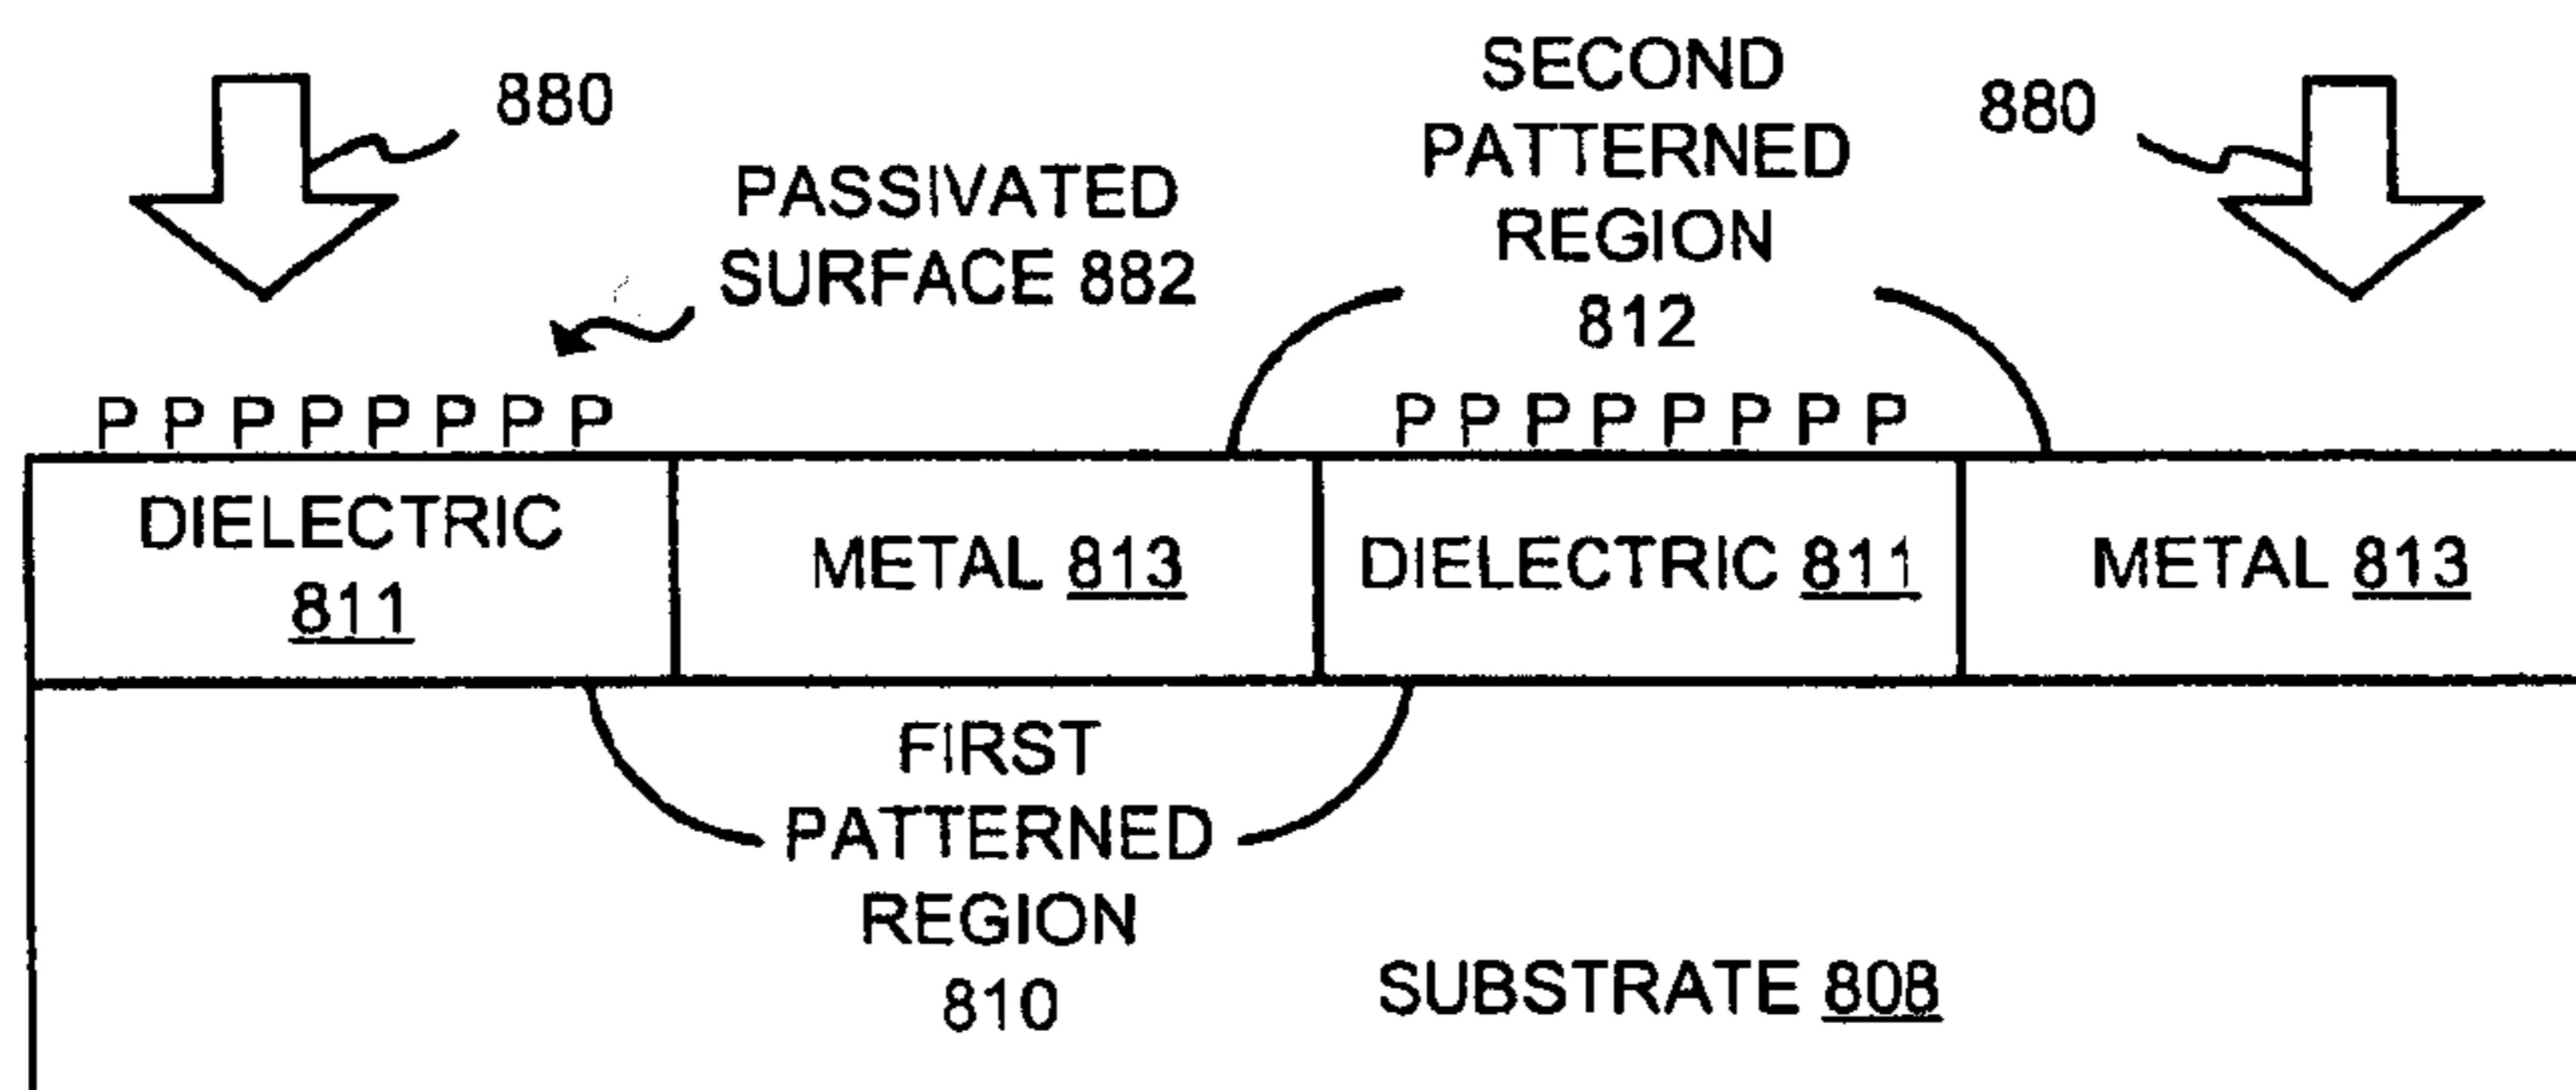 880
PASSIVATED
SURFACE 882
SECOND
PATTERNED
REGION
812
880
P P P P P P P P
P P P P P P P P
DIELECTRIC
811
METAL 813
DIELECTRIC 811
METAL 813
FIRST
PATTERNED
REGION
810
SUBSTRATE 808